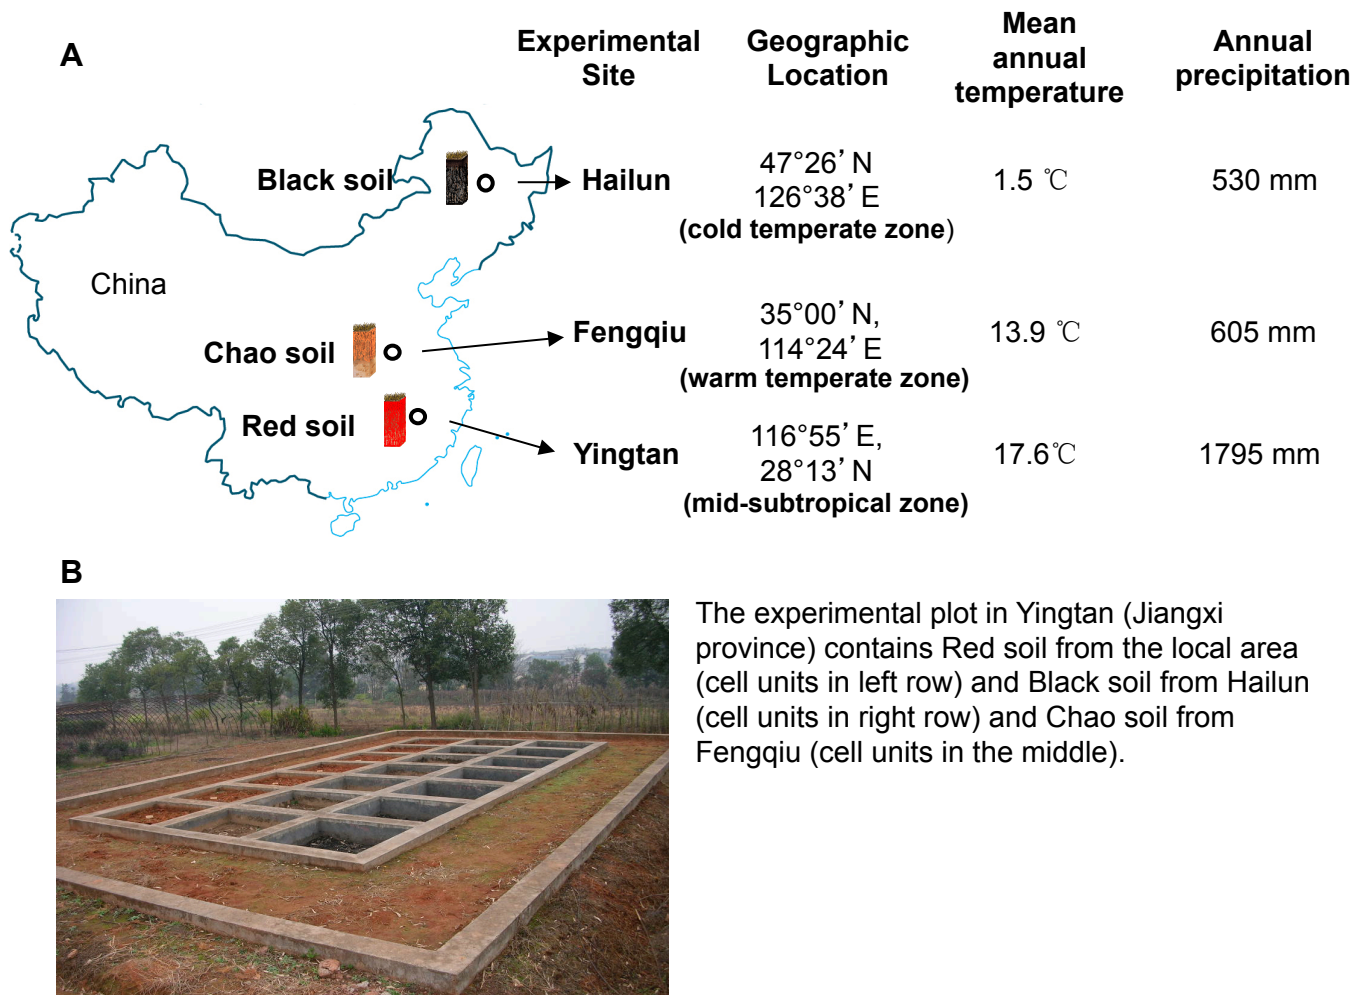 A
Experimental
Site
Geographic
Location
Mean
annual
temperature
Annual
precipitation
Black soil
Hailun
47°26’ N
126°38’ E
(cold temperate zone)
1.5 ℃
530 mm
China
Chao soil
Fengqiu
35°00’ N,
114°24’ E
(warm temperate zone)
13.9 ℃
605 mm
Red soil
Yingtan
116°55’ E,
28°13’ N
(mid-subtropical zone)
17.6℃
1795 mm
B
The experimental plot in Yingtan (Jiangxi
province) contains Red soil from the local area
(cell units in left row) and Black soil from Hailun
(cell units in right row) and Chao soil from
Fengqiu (cell units in the middle).